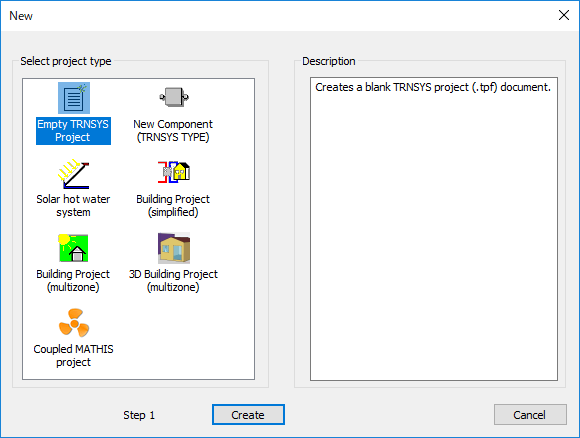 New
Select project type
Description
Empty TRNSYS
Project
New Component
(TRNSYS TYPE)
Creates a blank TRNSYS project (.tpf) document.
Solar hot water
system
Building Project
(simplified)
Building Project
(multizone)
3D Building Project
(multizone)
Coupled MATHIS
project
Step 1
Create
Cancel